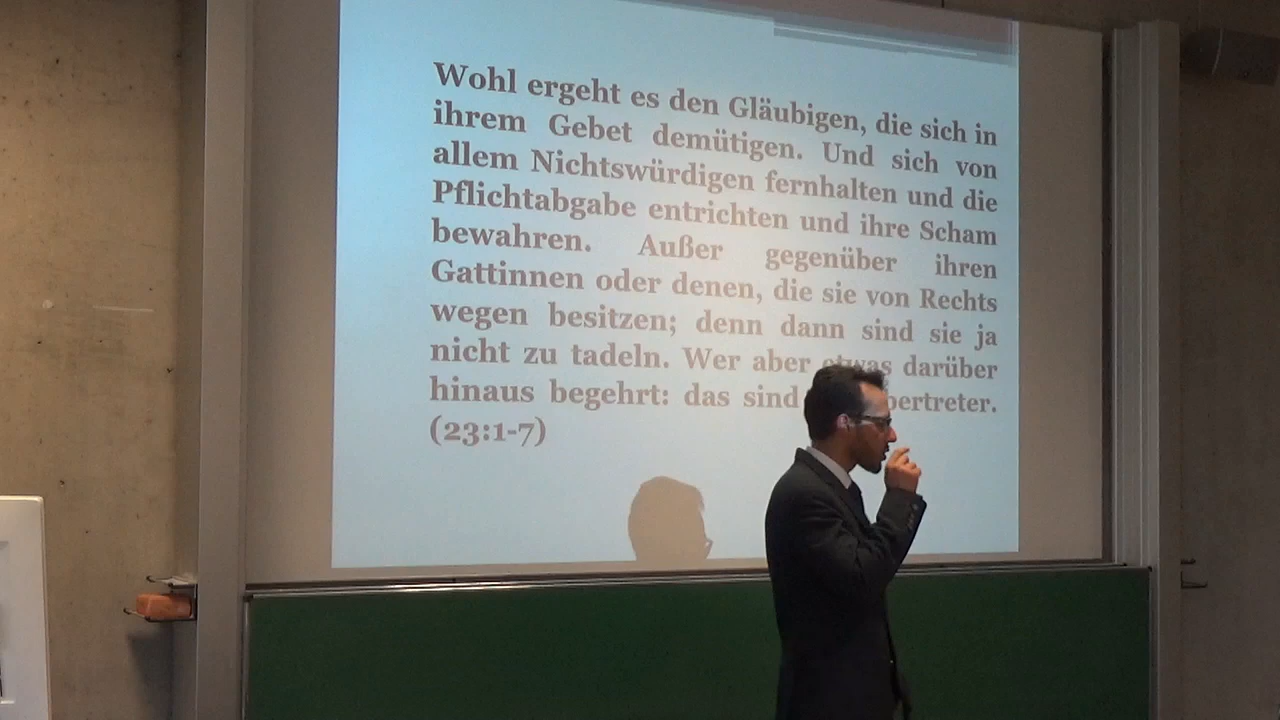 Wohl ergeht es den Gläubigen, die sich in
ihrem Gebet demütigen. Und sich von
allem Nichtswürdigen fernhalten und die
Pflichtabgabe entrichten und ihre Scham
bewahren. Außer gegenüber ihren
Gattinnen oder denen, die sie von Rechts
wegen besitzen; denn dann sind sie ja
nicht zu tadeln. Wer aber etwas darüber
hinaus begehrt: das sind pertreter.
(23:1-7)